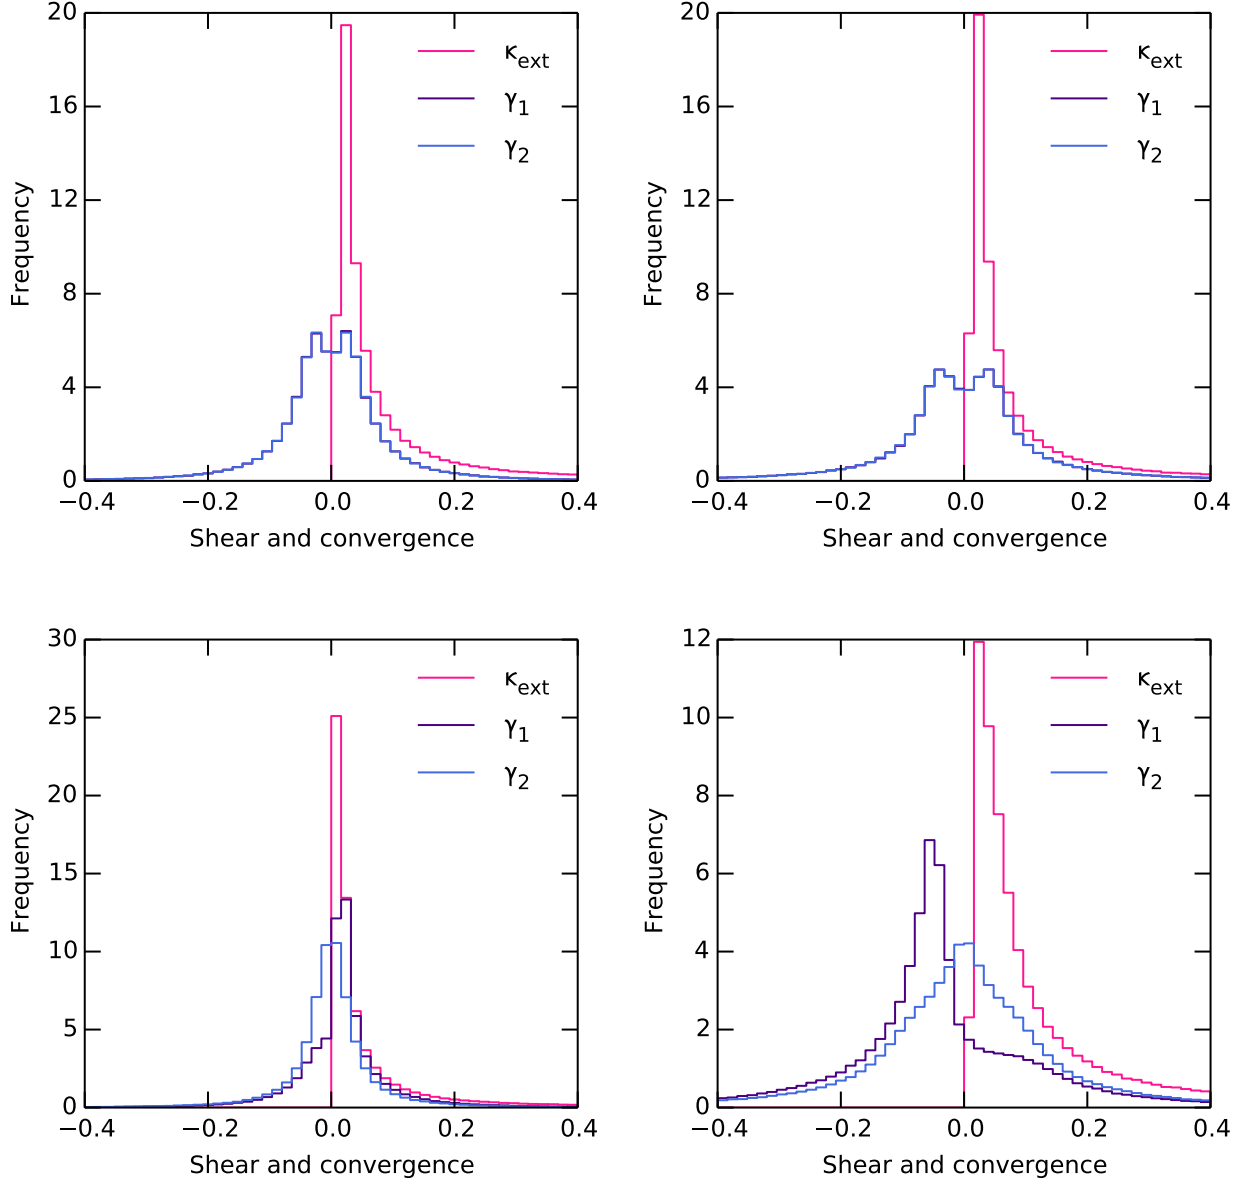 20
16
12
8
4
0
Frequency
κext
γ1
γ2
−0.4 −0.2 0.0 0.2 0.4
Shear and convergence
20
16
12
8
4
0
Frequency
κext
γ1
γ2
−0.4 −0.2 0.0 0.2 0.4
Shear and convergence
30
25
20
15
10
5
0
Frequency
κext
γ1
γ2
−0.4 −0.2 0.0 0.2 0.4
Shear and convergence
12
10
8
6
4
2
0
Frequency
κext
γ1
γ2
−0.4 −0.2 0.0 0.2 0.4
Shear and convergence